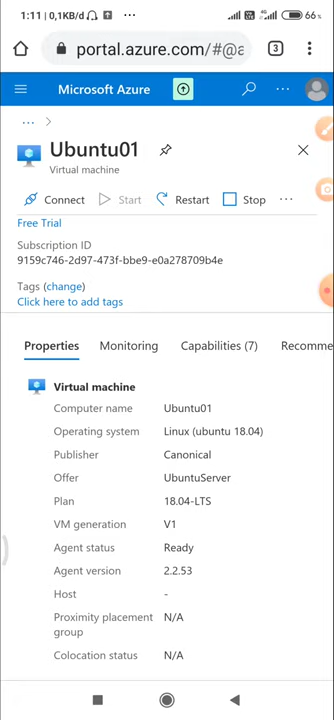 1:11 | 0,1KB/d
4G
66%
portal.azure.com/#@a
3
Microsoft Azure
... >
Ubuntu01
Virtual machine
Connect
Start
Restart
Stop
...
Free Trial
Subscription ID
9159c746-2d97-473f-bbe9-e0a278709b4e
Tags (change)
Click here to add tags
Properties Monitoring Capabilities (7) Recomme
Virtual machine
Computer name Ubuntu01
Operating system Linux (ubuntu 18.04)
Publisher Canonical
Offer UbuntuServer
Plan 18.04-LTS
VM generation V1
Agent status Ready
Agent version 2.2.53
Host -
Proximity placement N/A
group
Colocation status N/A